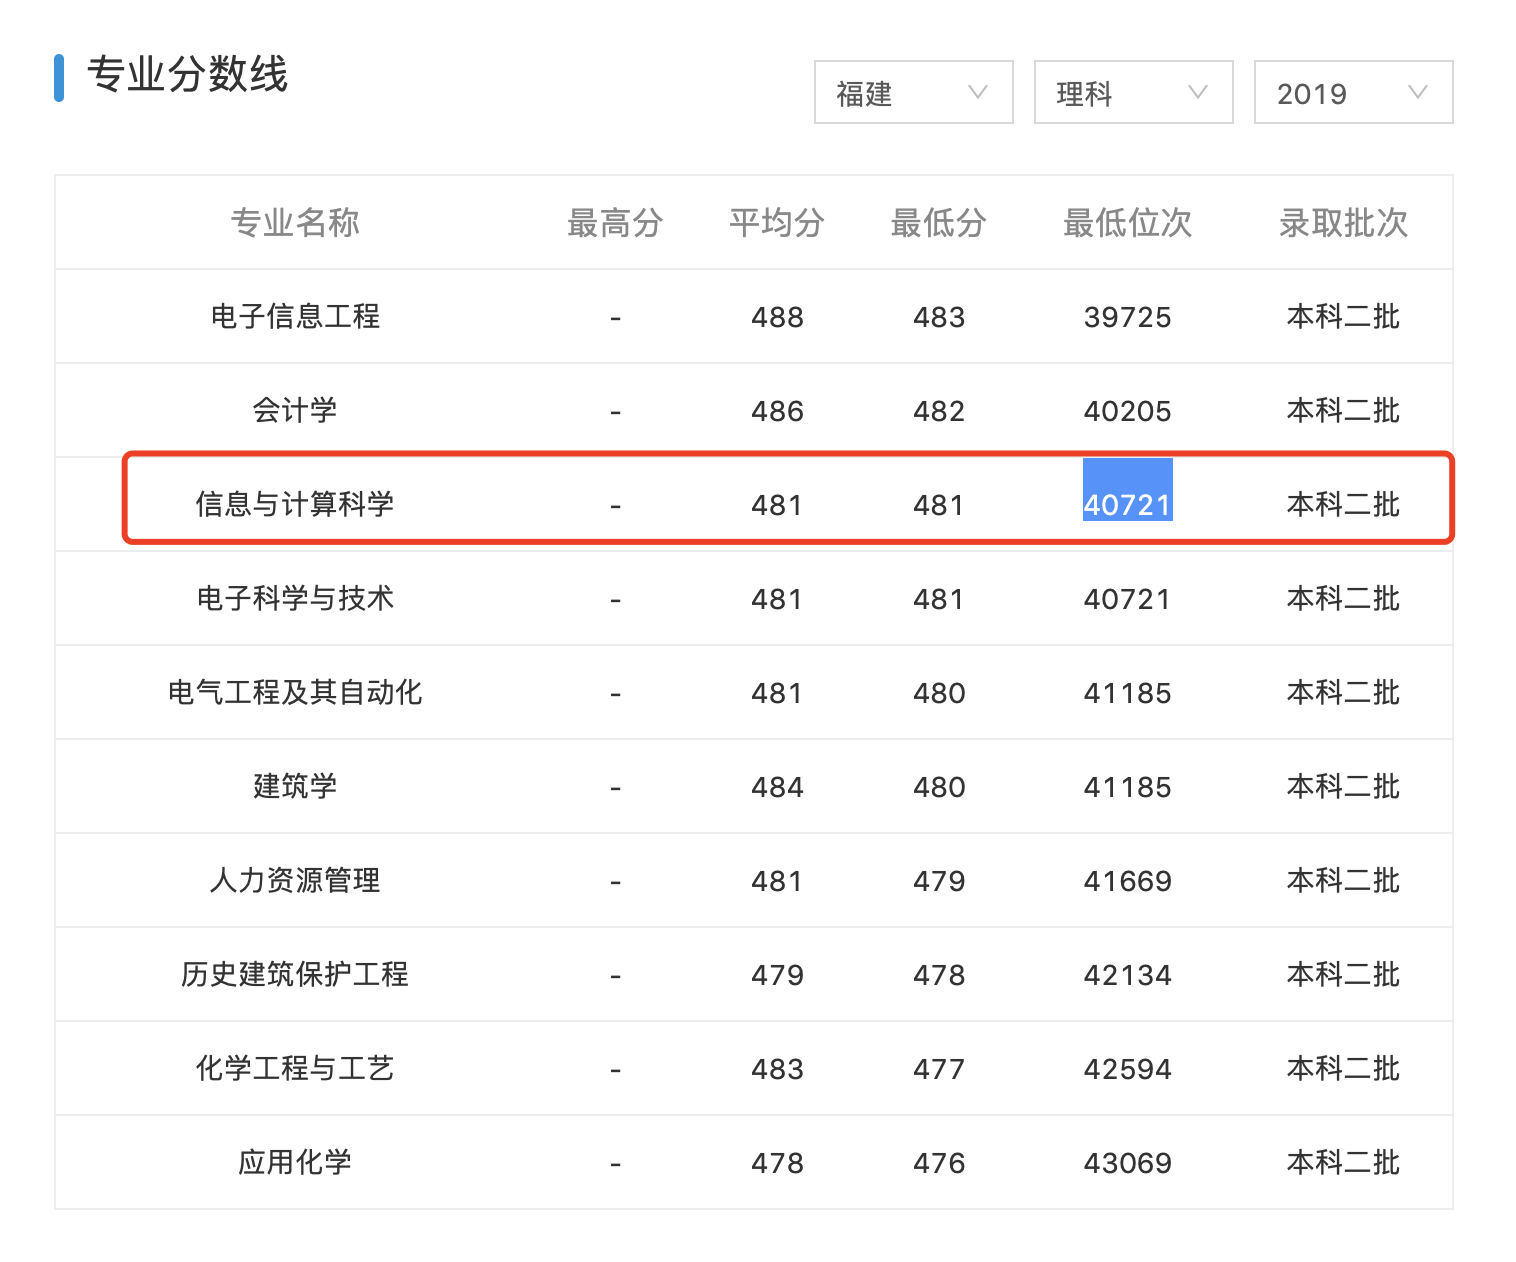 专业分数线
福建 理科 2019
专业名称 最高分 平均分 最低分 最低位次 录取批次
电子信息工程 - 488 483 39725 本科二批
会计学 - 486 482 40205 本科二批
信息与计算科学 - 481 481 40721 本科二批
电子科学与技术 - 481 481 40721 本科二批
电气工程及其自动化 - 481 480 41185 本科二批
建筑学 - 484 480 41185 本科二批
人力资源管理 - 481 479 41669 本科二批
历史建筑保护工程 - 479 478 42134 本科二批
化学工程与工艺 - 483 477 42594 本科二批
应用化学 - 478 476 43069 本科二批